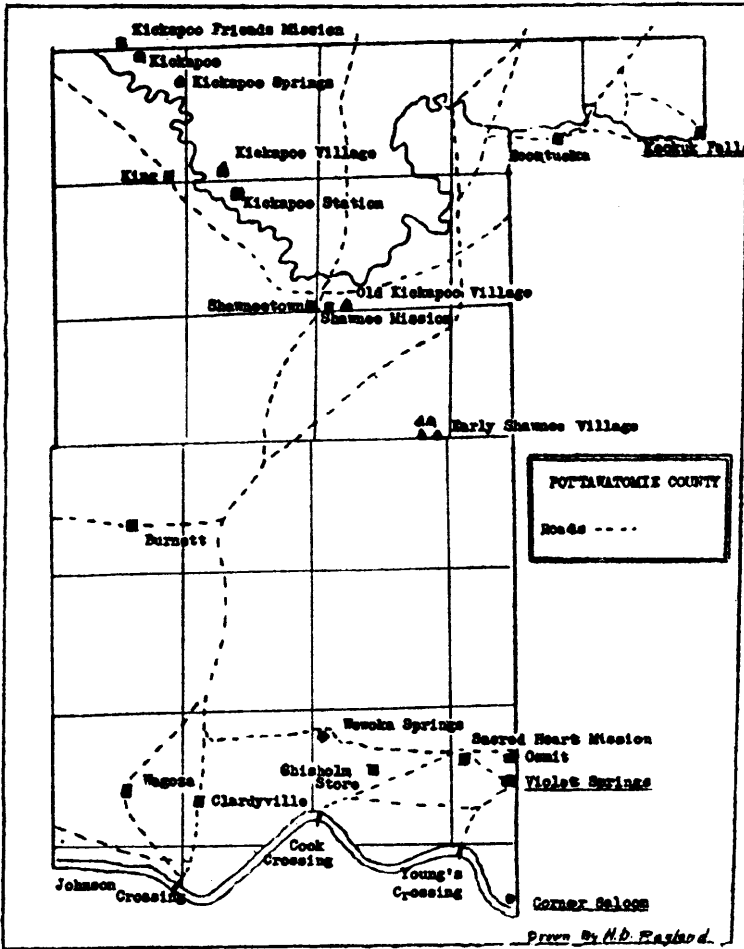 Kickapoo Friends Mission
Kickapoo
Kickapoo Springs
Kickapoo Village
King
Kickapoo Station
Keokuk Falls
Old Kickapoo Village
Shawneetown
Shawnee Mission
Early Shawnee Village
POTTAWATOMIE COUNTY
Roads ----
Burnett
Wewoka Springs
Sacred Heart Mission
Osmit
Chisholm
Store
Violet Springs
Wagoza
Clardyville
Cook
Crossing
Young's
Crossing
Johnson
Crossing
Corner Saloon
Drawn By H.D. Ragland